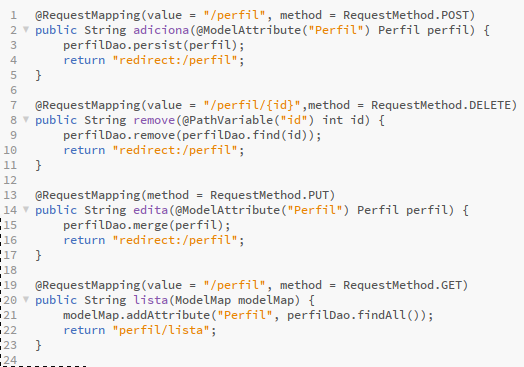 1 @RequestMapping(value = "/perfil", method = RequestMethod.POST)
2 public String adiciona(@ModelAttribute("Perfil") Perfil perfil) {
3     perfilDao.persist(perfil);
4     return "redirect:/perfil";
5 }
6
7 @RequestMapping(value = "/perfil/{id}",method = RequestMethod.DELETE)
8 public String remove(@PathVariable("id") int id) {
9     perfilDao.remove(perfilDao.find(id));
10     return "redirect:/perfil";
11 }
12
13 @RequestMapping(method = RequestMethod.PUT)
14 public String edita(@ModelAttribute("Perfil") Perfil perfil) {
15     perfilDao.merge(perfil);
16     return "redirect:/perfil";
17 }
18
19 @RequestMapping(value = "/perfil", method = RequestMethod.GET)
20 public String lista(ModelMap modelMap) {
21     modelMap.addAttribute("Perfil", perfilDao.findAll());
22     return "perfil/lista";
23 }
24